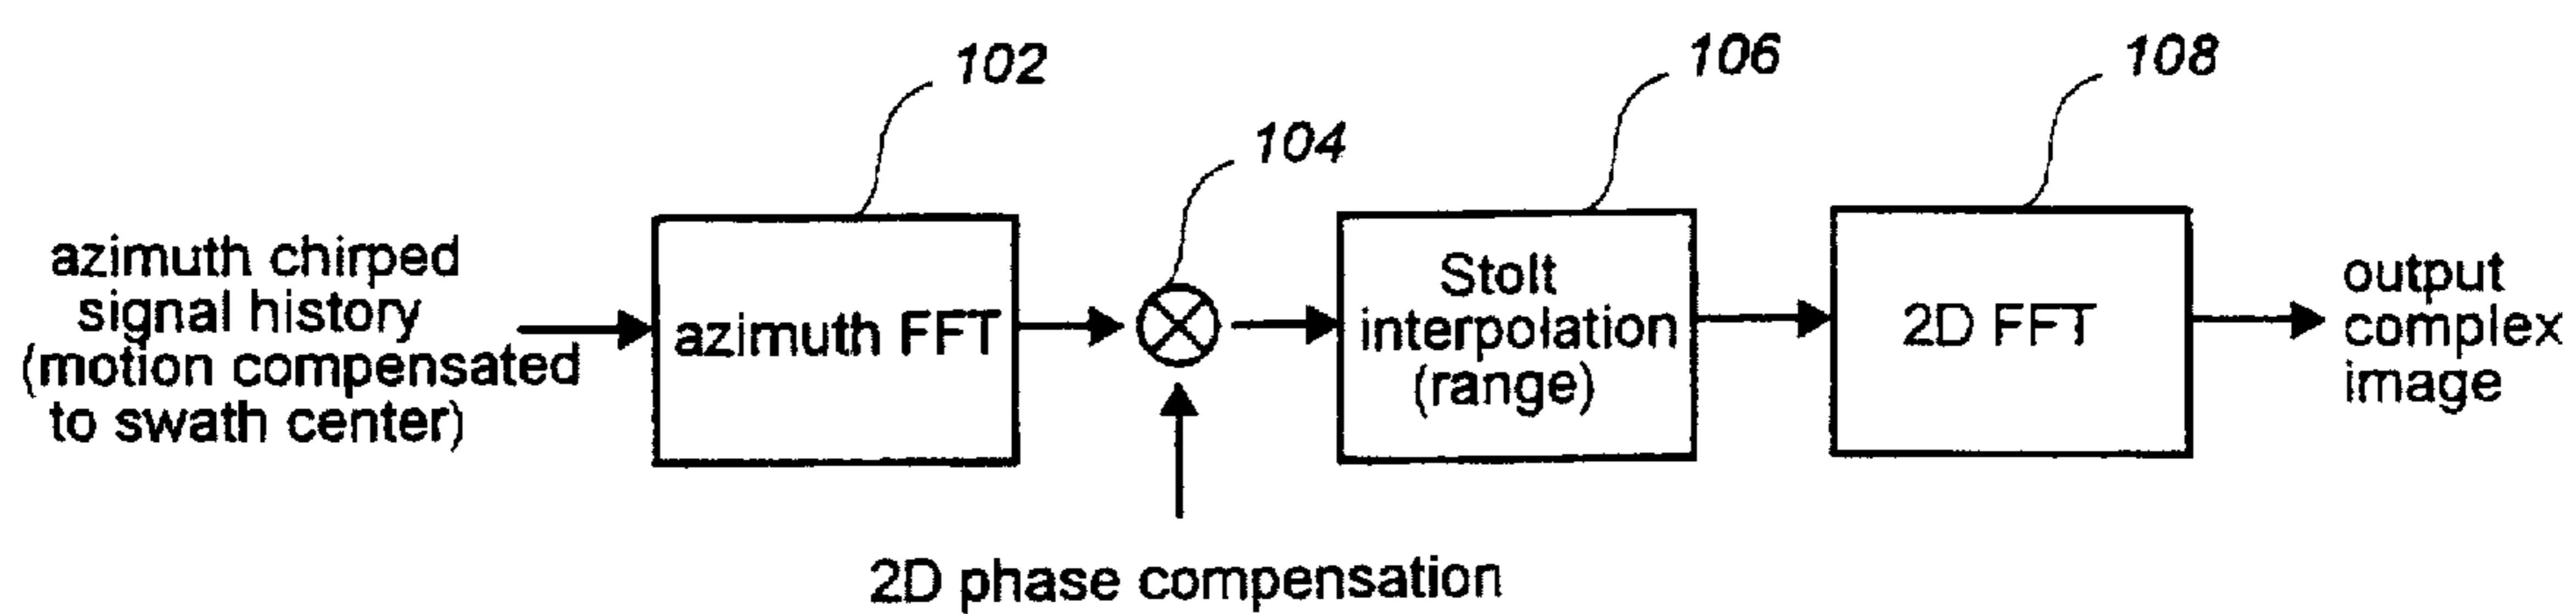 102
104
106
108
azimuth chirped
signal history
(motion compensated
to swath center)
azimuth FFT
Stolt
interpolation
(range)
2D FFT
output
complex
image
2D phase compensation